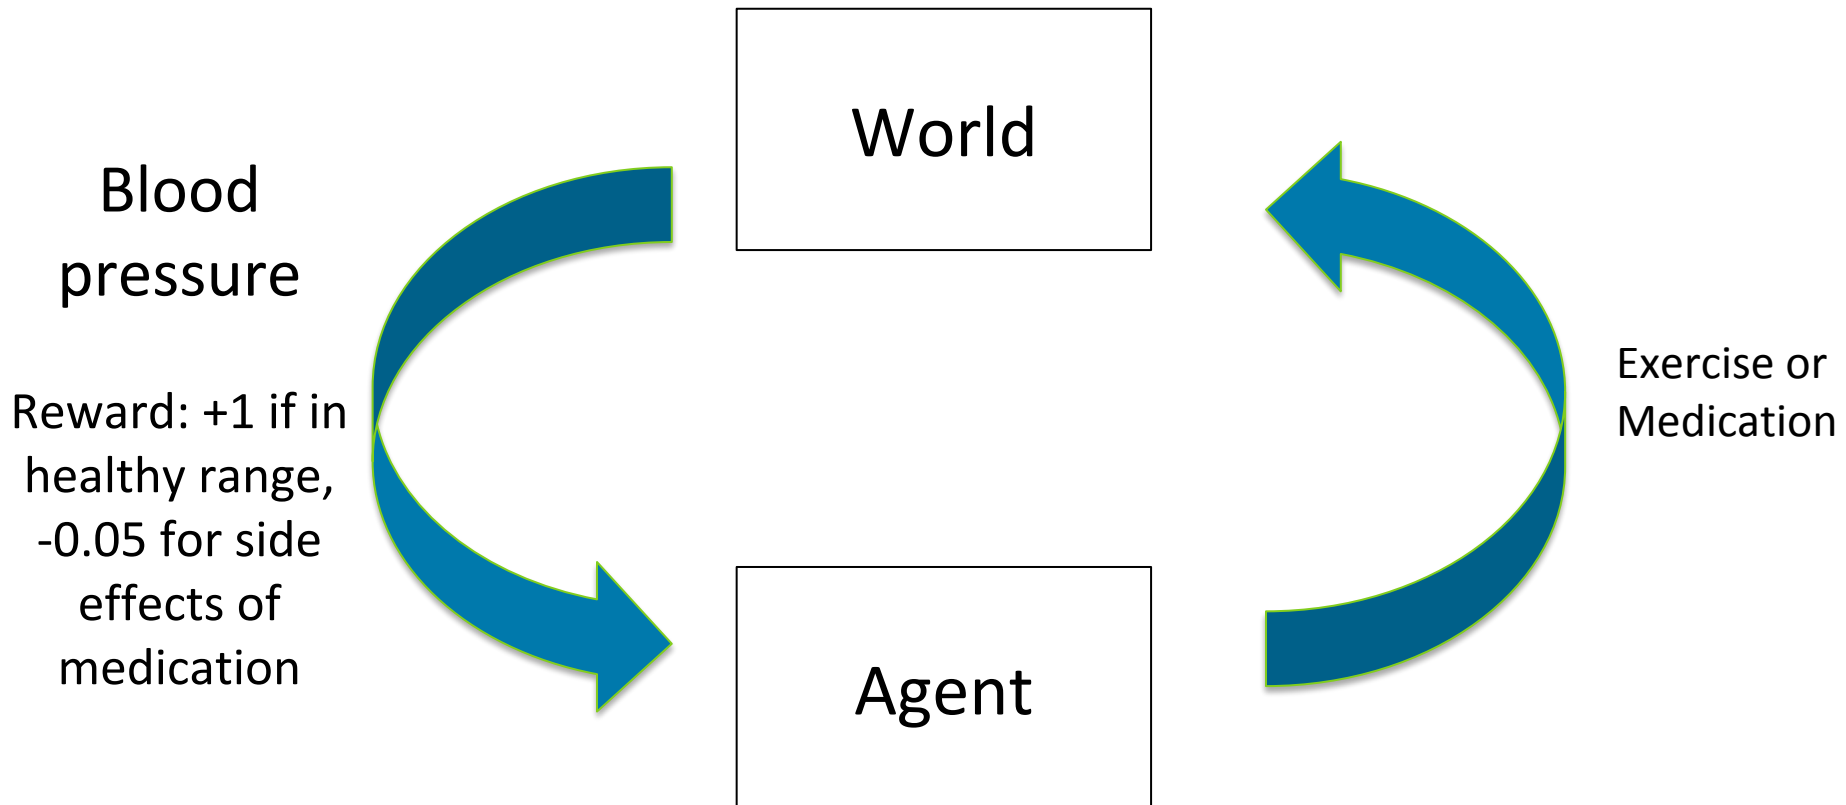 World
Blood
pressure
Reward: +1 if in
healthy range,
-0.05 for side
effects of
medication
Exercise or
Medication
Agent